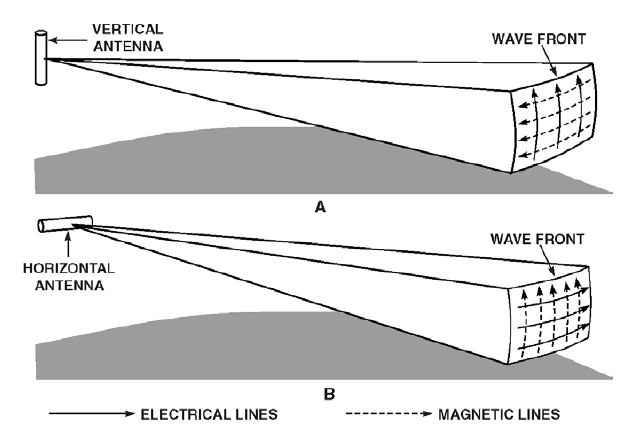 VERTICAL
ANTENNA
WAVE FRONT
A
HORIZONTAL
ANTENNA
WAVE FRONT
B
ELECTRICAL LINES
MAGNETIC LINES